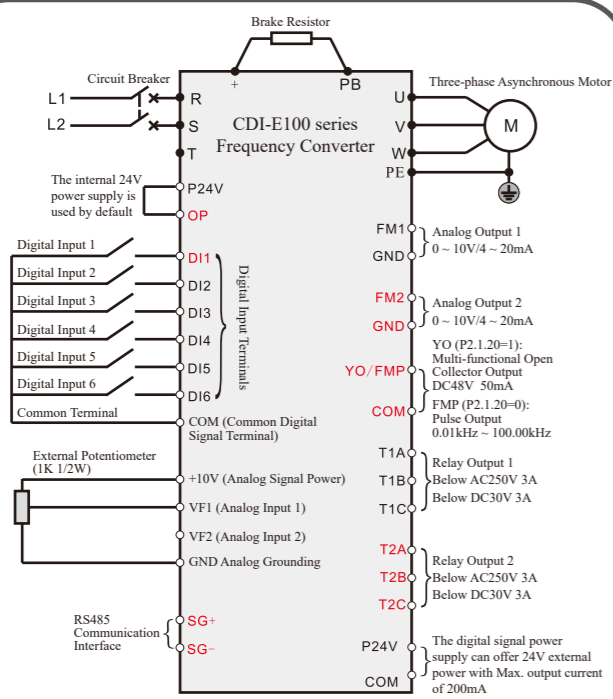 Brake Resistor
+ PB
Circuit Breaker
Three-phase Asynchronous Motor
L1
R
U
L2
S
V
M
T
W
PE
CDI-E100 series
Frequency Converter
The internal 24V
power supply is
used by default
P24V
OP
Digital Input 1
DI1
Digital Input 2
DI2
Digital Input 3
DI3
Digital Input 4
DI4
Digital Input 5
DI5
Digital Input 6
DI6
Digital Input Terminals
Common Terminal
COM (Common Digital
Signal Terminal)
External Potentiometer
(1K 1/2W)
+10V (Analog Signal Power)
VF1 (Analog Input 1)
VF2 (Analog Input 2)
GND Analog Grounding
RS485
Communication
Interface
SG+
SG−
FM1
GND
Analog Output 1
0 ~ 10V/4 ~ 20mA
FM2
GND
Analog Output 2
0 ~ 10V/4 ~ 20mA
YO/FMP
COM
YO (P2.1.20=1):
Multi-functional Open
Collector Output
DC48V 50mA
FMP (P2.1.20=0):
Pulse Output
0.01kHz ~ 100.00kHz
T1A
T1B
T1C
Relay Output 1
Below AC250V 3A
Below DC30V 3A
T2A
T2B
T2C
Relay Output 2
Below AC250V 3A
Below DC30V 3A
P24V
COM
The digital signal power
supply can offer 24V external
power with Max. output current
of 200mA